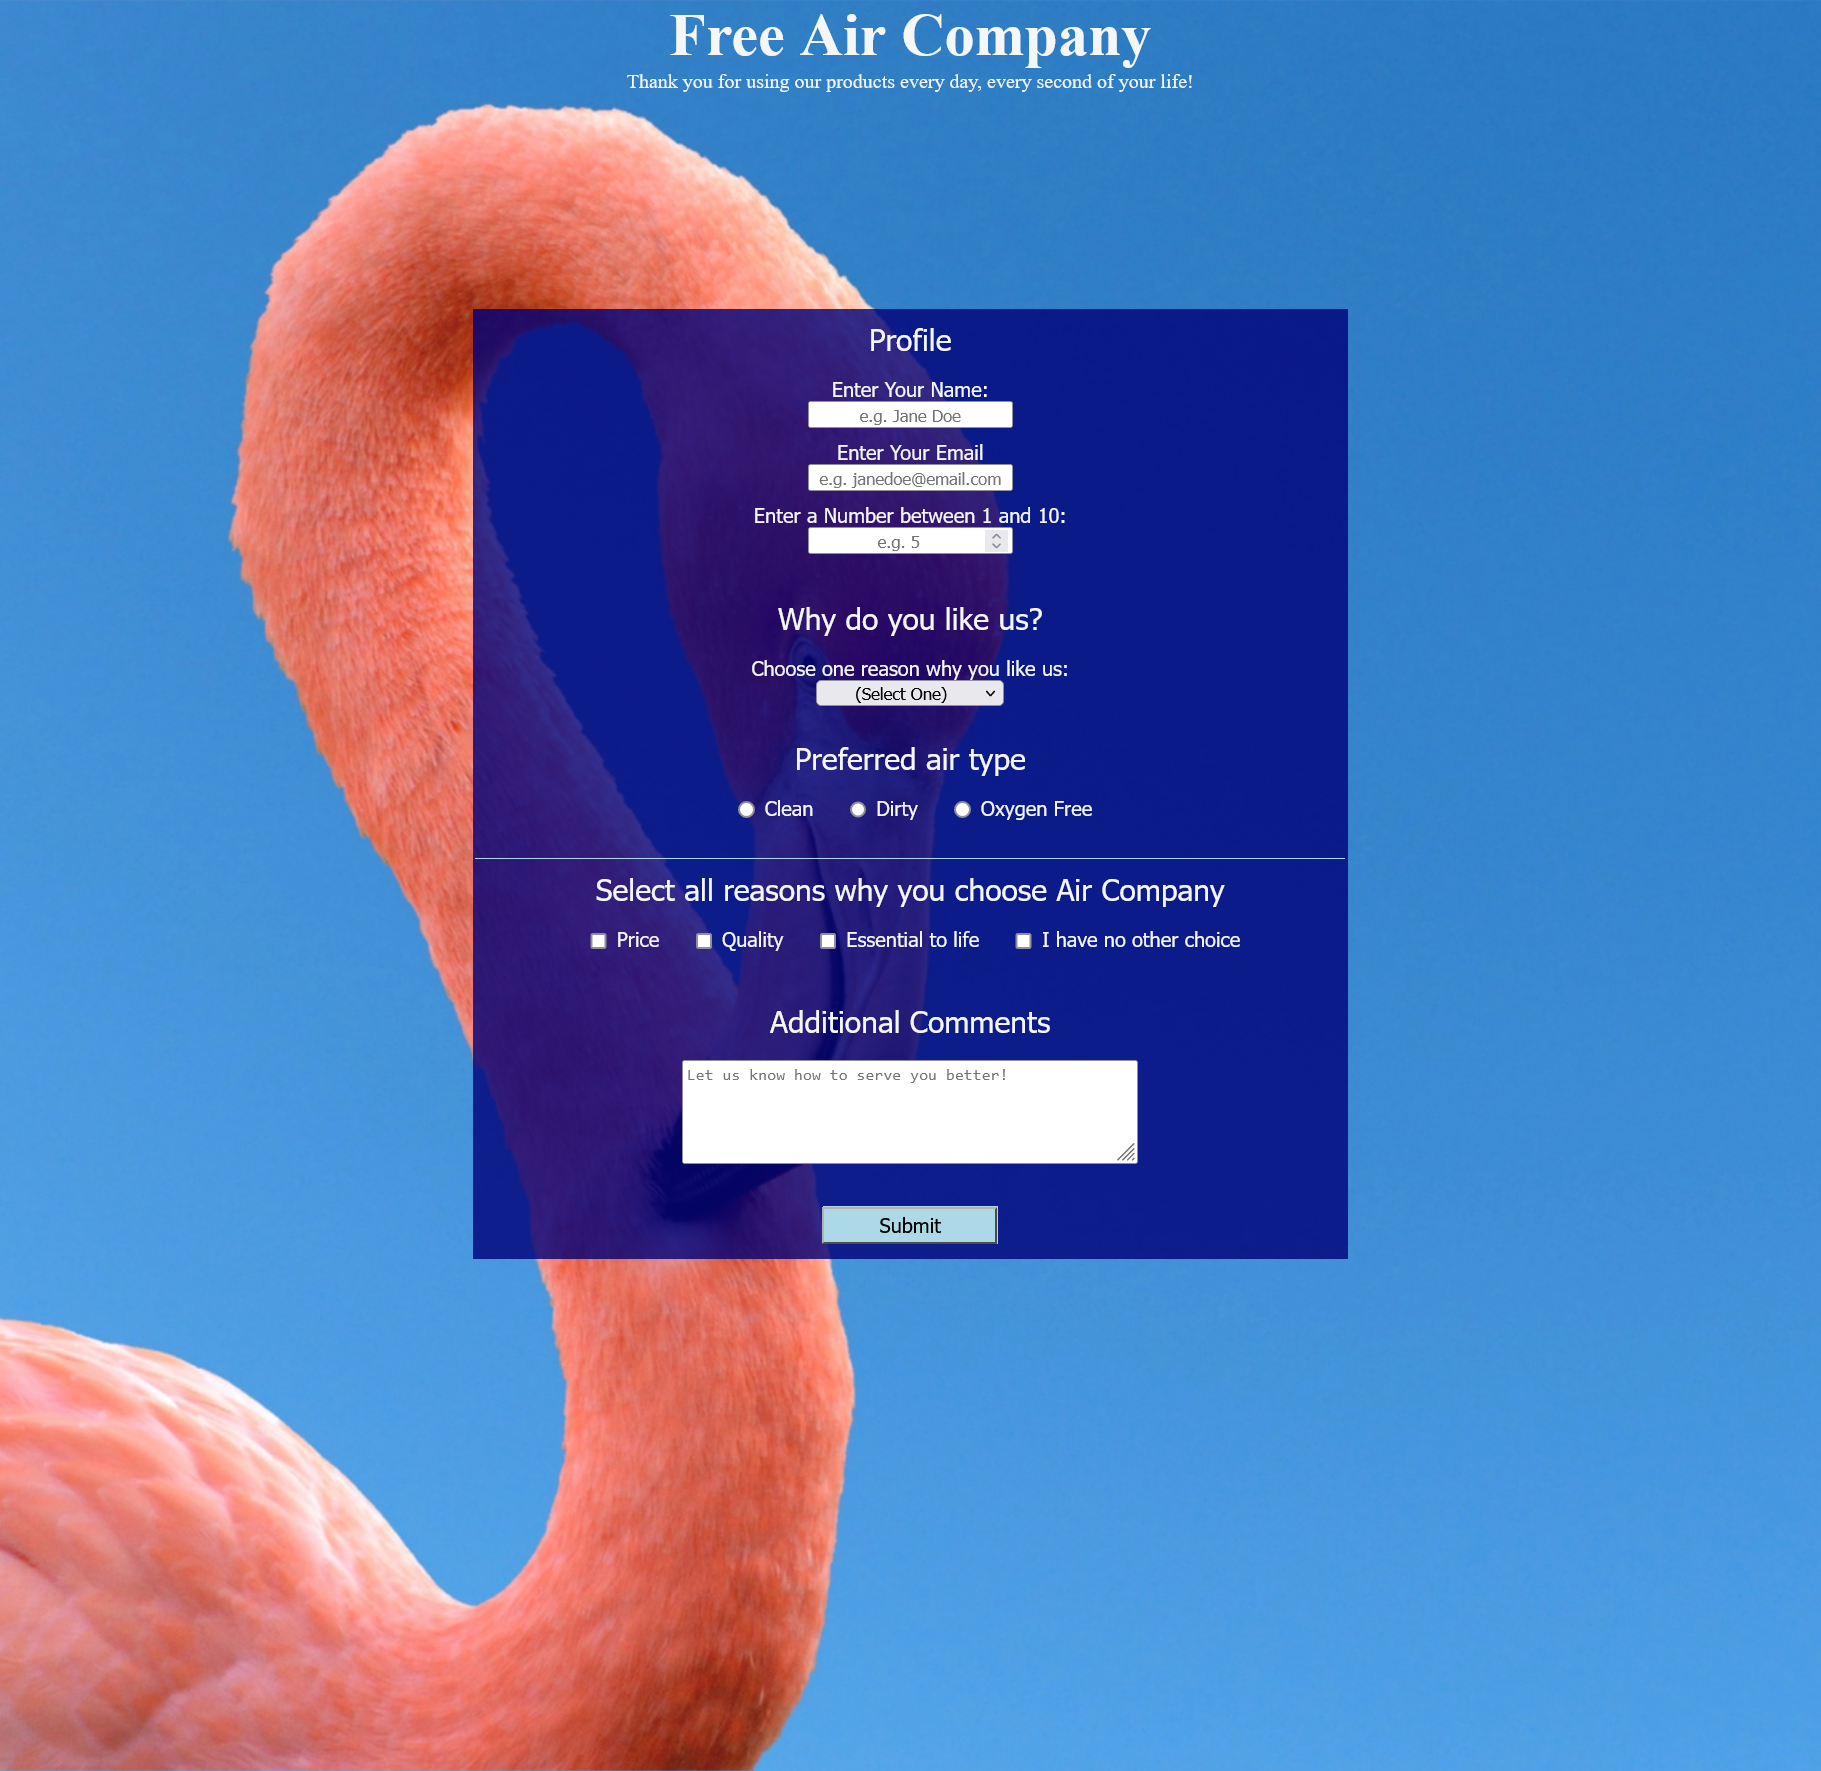 Free Air Company
Thank you for using our products every day, every second of your life!
Profile
Enter Your Name:
e.g. Jane Doe
Enter Your Email
e.g. janedoe@email.com
Enter a Number between 1 and 10:
e.g. 5
Why do you like us?
Choose one reason why you like us:
(Select One)
Preferred air type
Clean Dirty Oxygen Free
Select all reasons why you choose Air Company
Price Quality Essential to life I have no other choice
Additional Comments
Let us know how to serve you better!
Submit